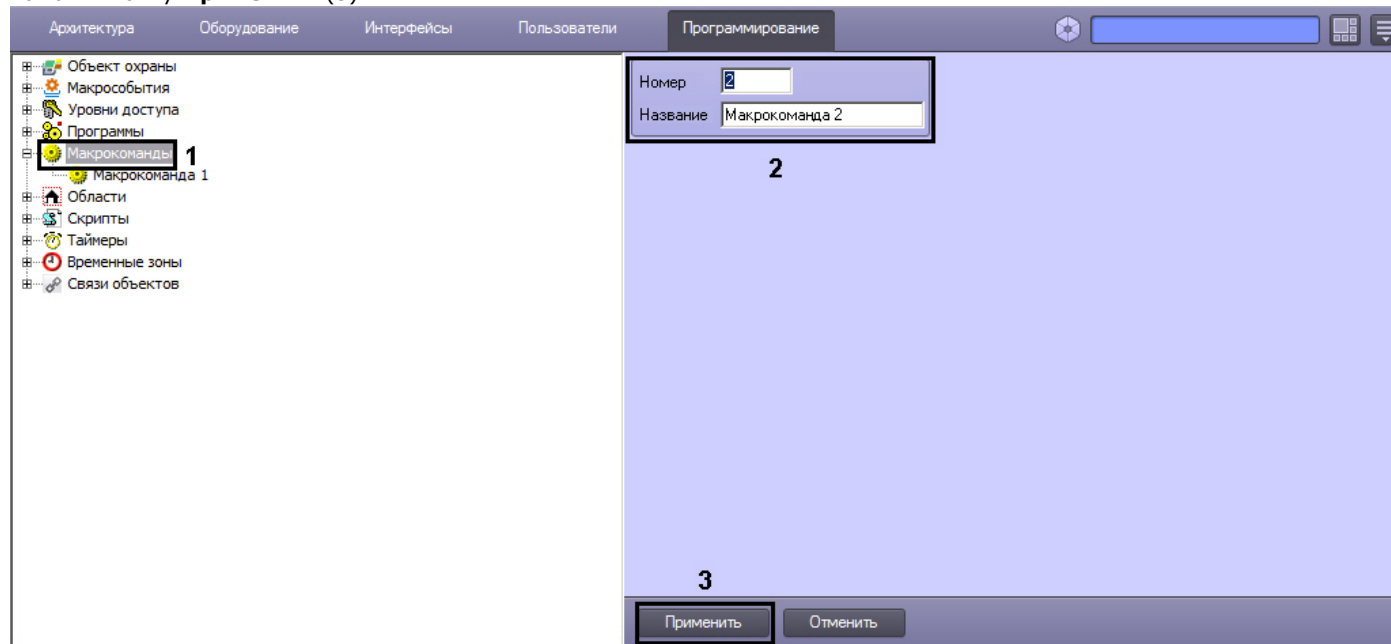 Архитектура Оборудование Интерфейсы Пользователи Программирование
Объект охраны
Макрособытия
Уровни доступа
Программы
Макрокоманды 1
Макрокоманда 1
Области
Скрипты
Таймеры
Временные зоны
Связи объектов
Номер 2
Название Макрокоманда 2
2
3
Применить Отменить